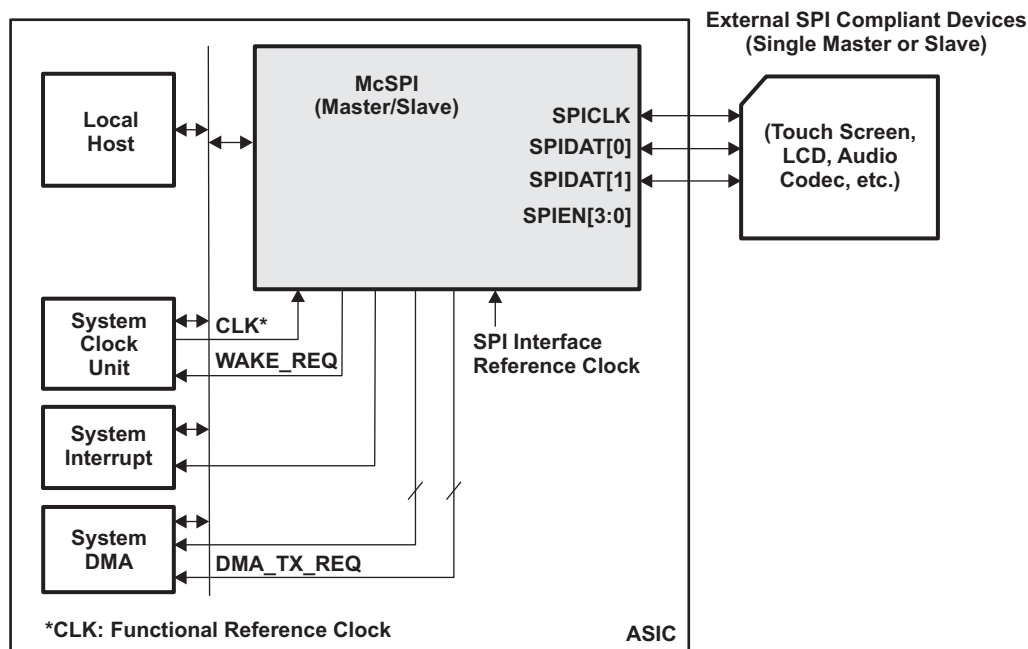 External SPI Compliant Devices
(Single Master or Slave)
McSPI
(Master/Slave)
Local
Host
SPICLK
SPIDAT[0]
SPIDAT[1]
SPIEN[3:0]
(Touch Screen,
LCD, Audio
Codec, etc.)
System
Clock
Unit
CLK*
WAKE_REQ
SPI Interface
Reference Clock
System
Interrupt
System
DMA
DMA_TX_REQ
*CLK: Functional Reference Clock
ASIC